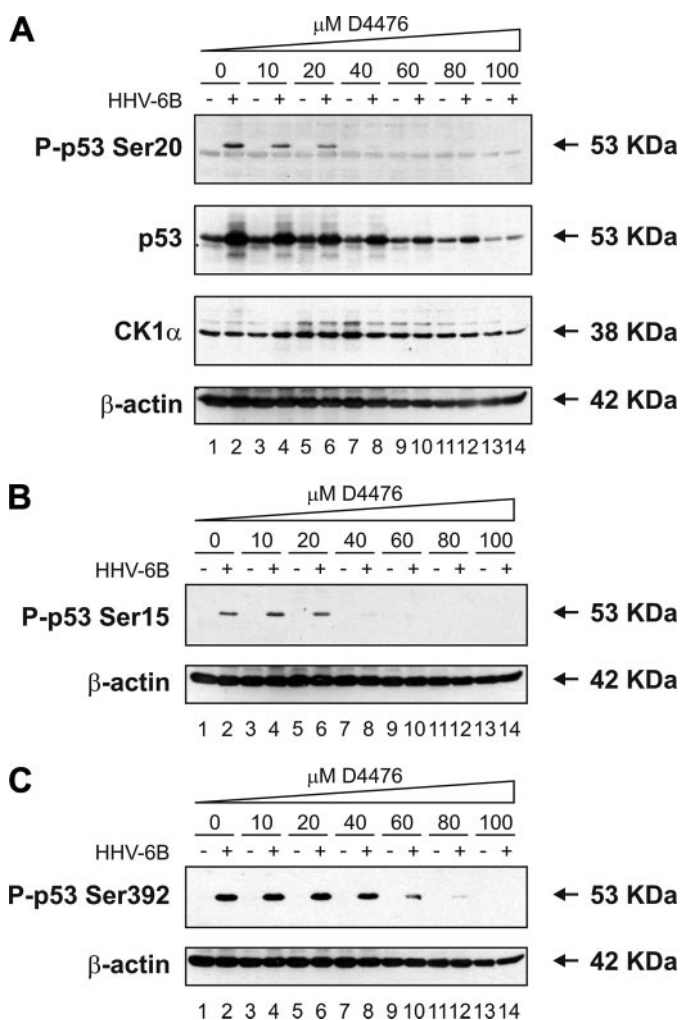 A
μM D4476
0 10 20 40 60 80 100
HHV-6B - + - + - + - + - + - + - +
P-p53 Ser20 ← 53 KDa
p53 ← 53 KDa
CK1α ← 38 KDa
β-actin ← 42 KDa
1 2 3 4 5 6 7 8 9 10 11 12 13 14
B
μM D4476
0 10 20 40 60 80 100
HHV-6B - + - + - + - + - + - + - +
P-p53 Ser15 ← 53 KDa
β-actin ← 42 KDa
1 2 3 4 5 6 7 8 9 10 11 12 13 14
C
μM D4476
0 10 20 40 60 80 100
HHV-6B - + - + - + - + - + - + - +
P-p53 Ser392 ← 53 KDa
β-actin ← 42 KDa
1 2 3 4 5 6 7 8 9 10 11 12 13 14